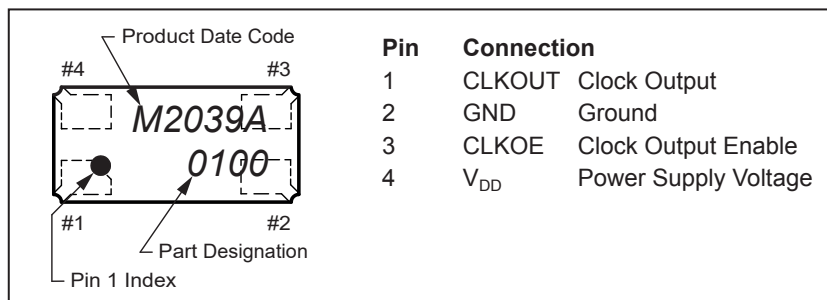 Product Date Code
#4
#3
M2039A
0100
#1
#2
Part Designation
Pin 1 Index
Pin Connection
1 CLKOUT Clock Output
2 GND Ground
3 CLKOE Clock Output Enable
4 VDD Power Supply Voltage